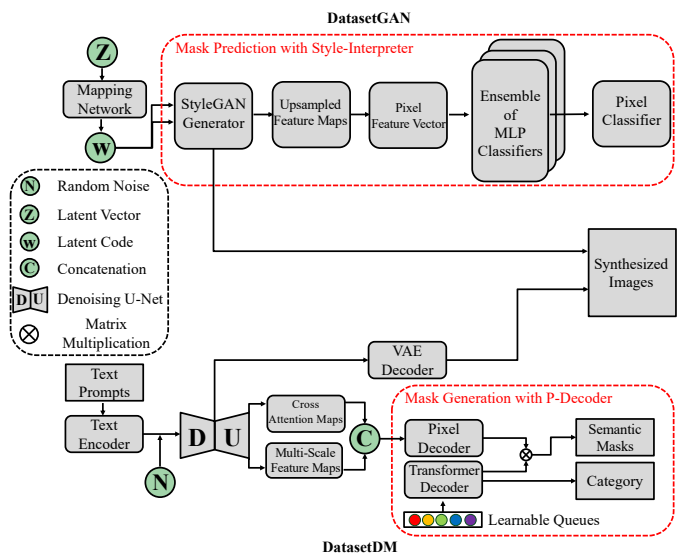 DatasetGAN
Mask Prediction with Style-Interpreter
Z
Mapping
Network
w
StyleGAN
Generator
Upsampled
Feature Maps
Pixel
Feature Vector
Ensemble
of
MLP
Classifiers
Pixel
Classifier
N Random Noise
Z Latent Vector
w Latent Code
C Concatenation
D U Denoising U-Net
Matrix
Multiplication
Synthesized
Images
VAE
Decoder
Text
Prompts
Text
Encoder
N
D U
Cross
Attention Maps
Multi-Scale
Feature Maps
C
Mask Generation with P-Decoder
Pixel
Decoder
Transformer
Decoder
Semantic
Masks
Category
Learnable Queues
DatasetDM